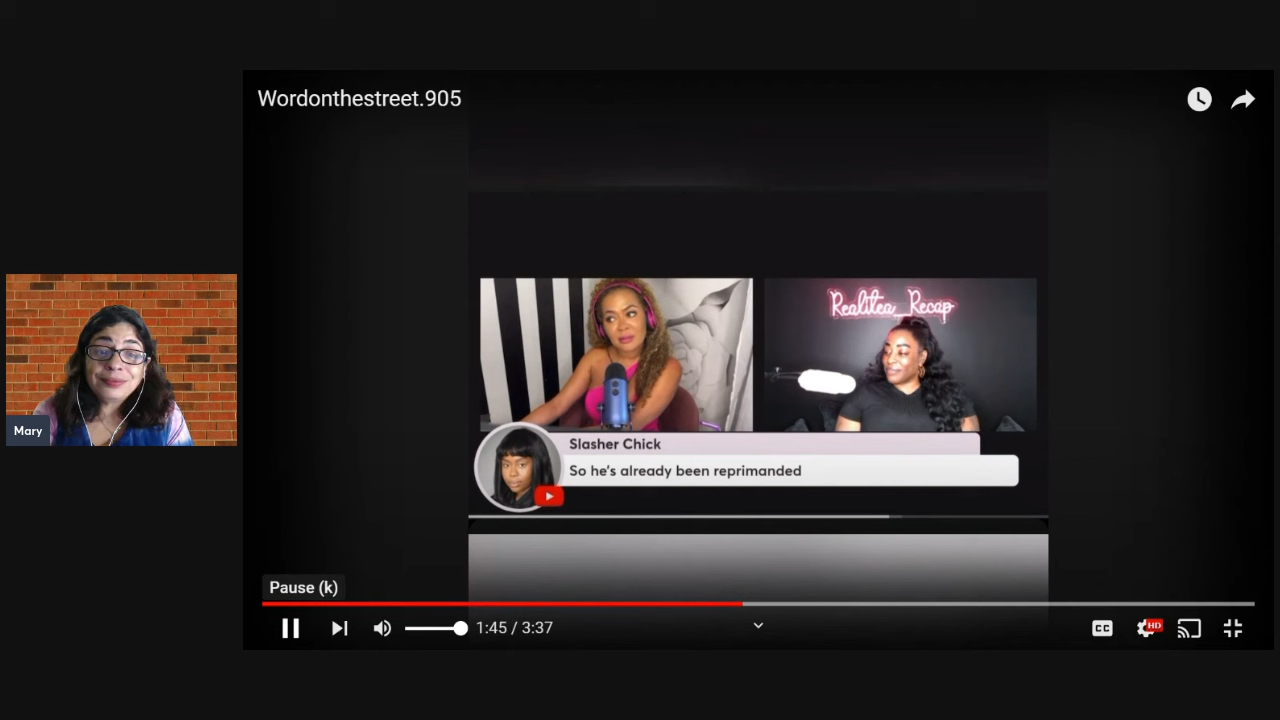 Wordonthestreet.905
Realitea_Recap
Slasher Chick
So he's already been reprimanded
Mary
Pause (k)
1:45 / 3:37
CC
HD